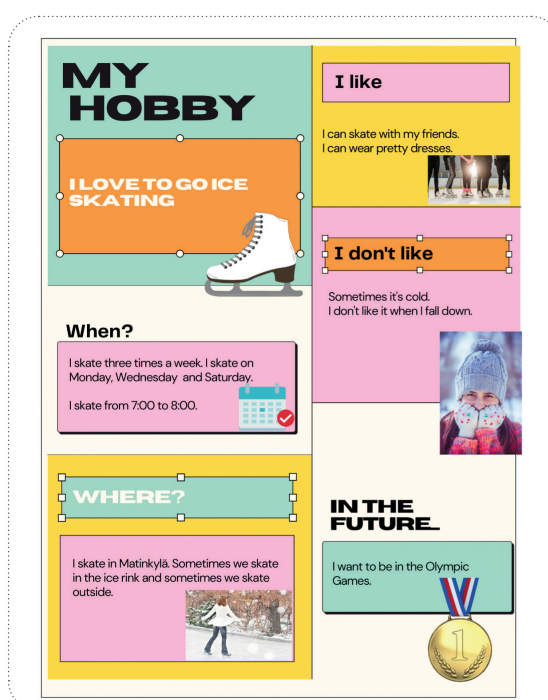 MY
HOBBY
I LOVE TO GO ICE
SKATING
When?
I skate three times a week. I skate on
Monday, Wednesday and Saturday.
I skate from 7:00 to 8:00.
WHERE?
I skate in Matinkylä. Sometimes we skate
in the ice rink and sometimes we skate
outside.
I like
I can skate with my friends.
I can wear pretty dresses.
I don't like
Sometimes it's cold.
I don't like it when I fall down.
IN THE
FUTURE...
I want to be in the Olympic
Games.
1